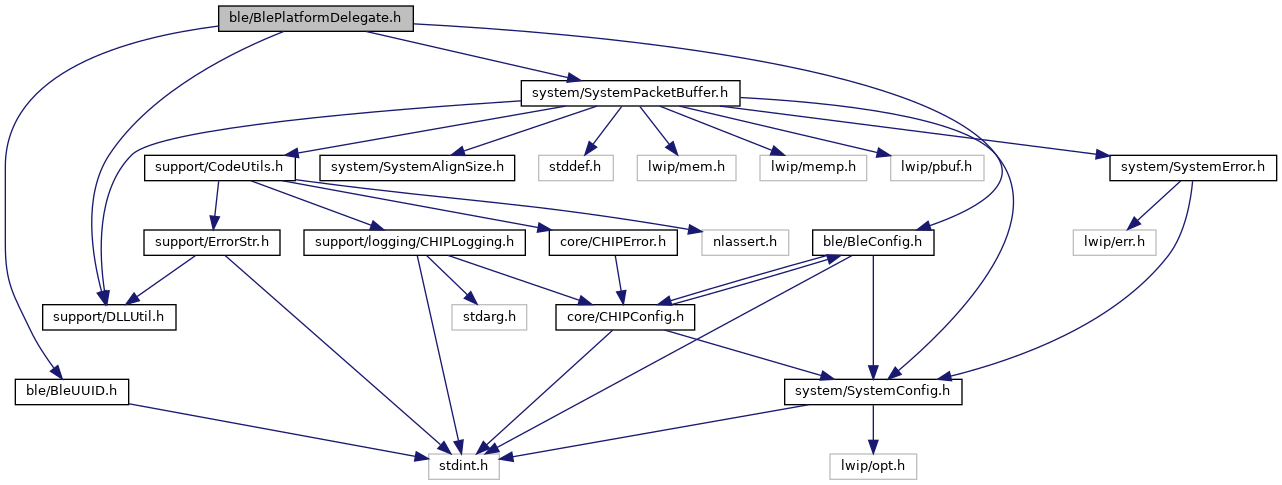 ble/BlePlatformDelegate.h
system/SystemPacketBuffer.h
support/CodeUtils.h
system/SystemAlignSize.h
stddef.h
lwip/mem.h
lwip/memp.h
lwip/pbuf.h
system/SystemError.h
support/ErrorStr.h
support/logging/CHIPLogging.h
core/CHIPError.h
nlassert.h
ble/BleConfig.h
lwip/err.h
support/DLLUtil.h
stdarg.h
core/CHIPConfig.h
ble/BleUUID.h
system/SystemConfig.h
stdint.h
lwip/opt.h